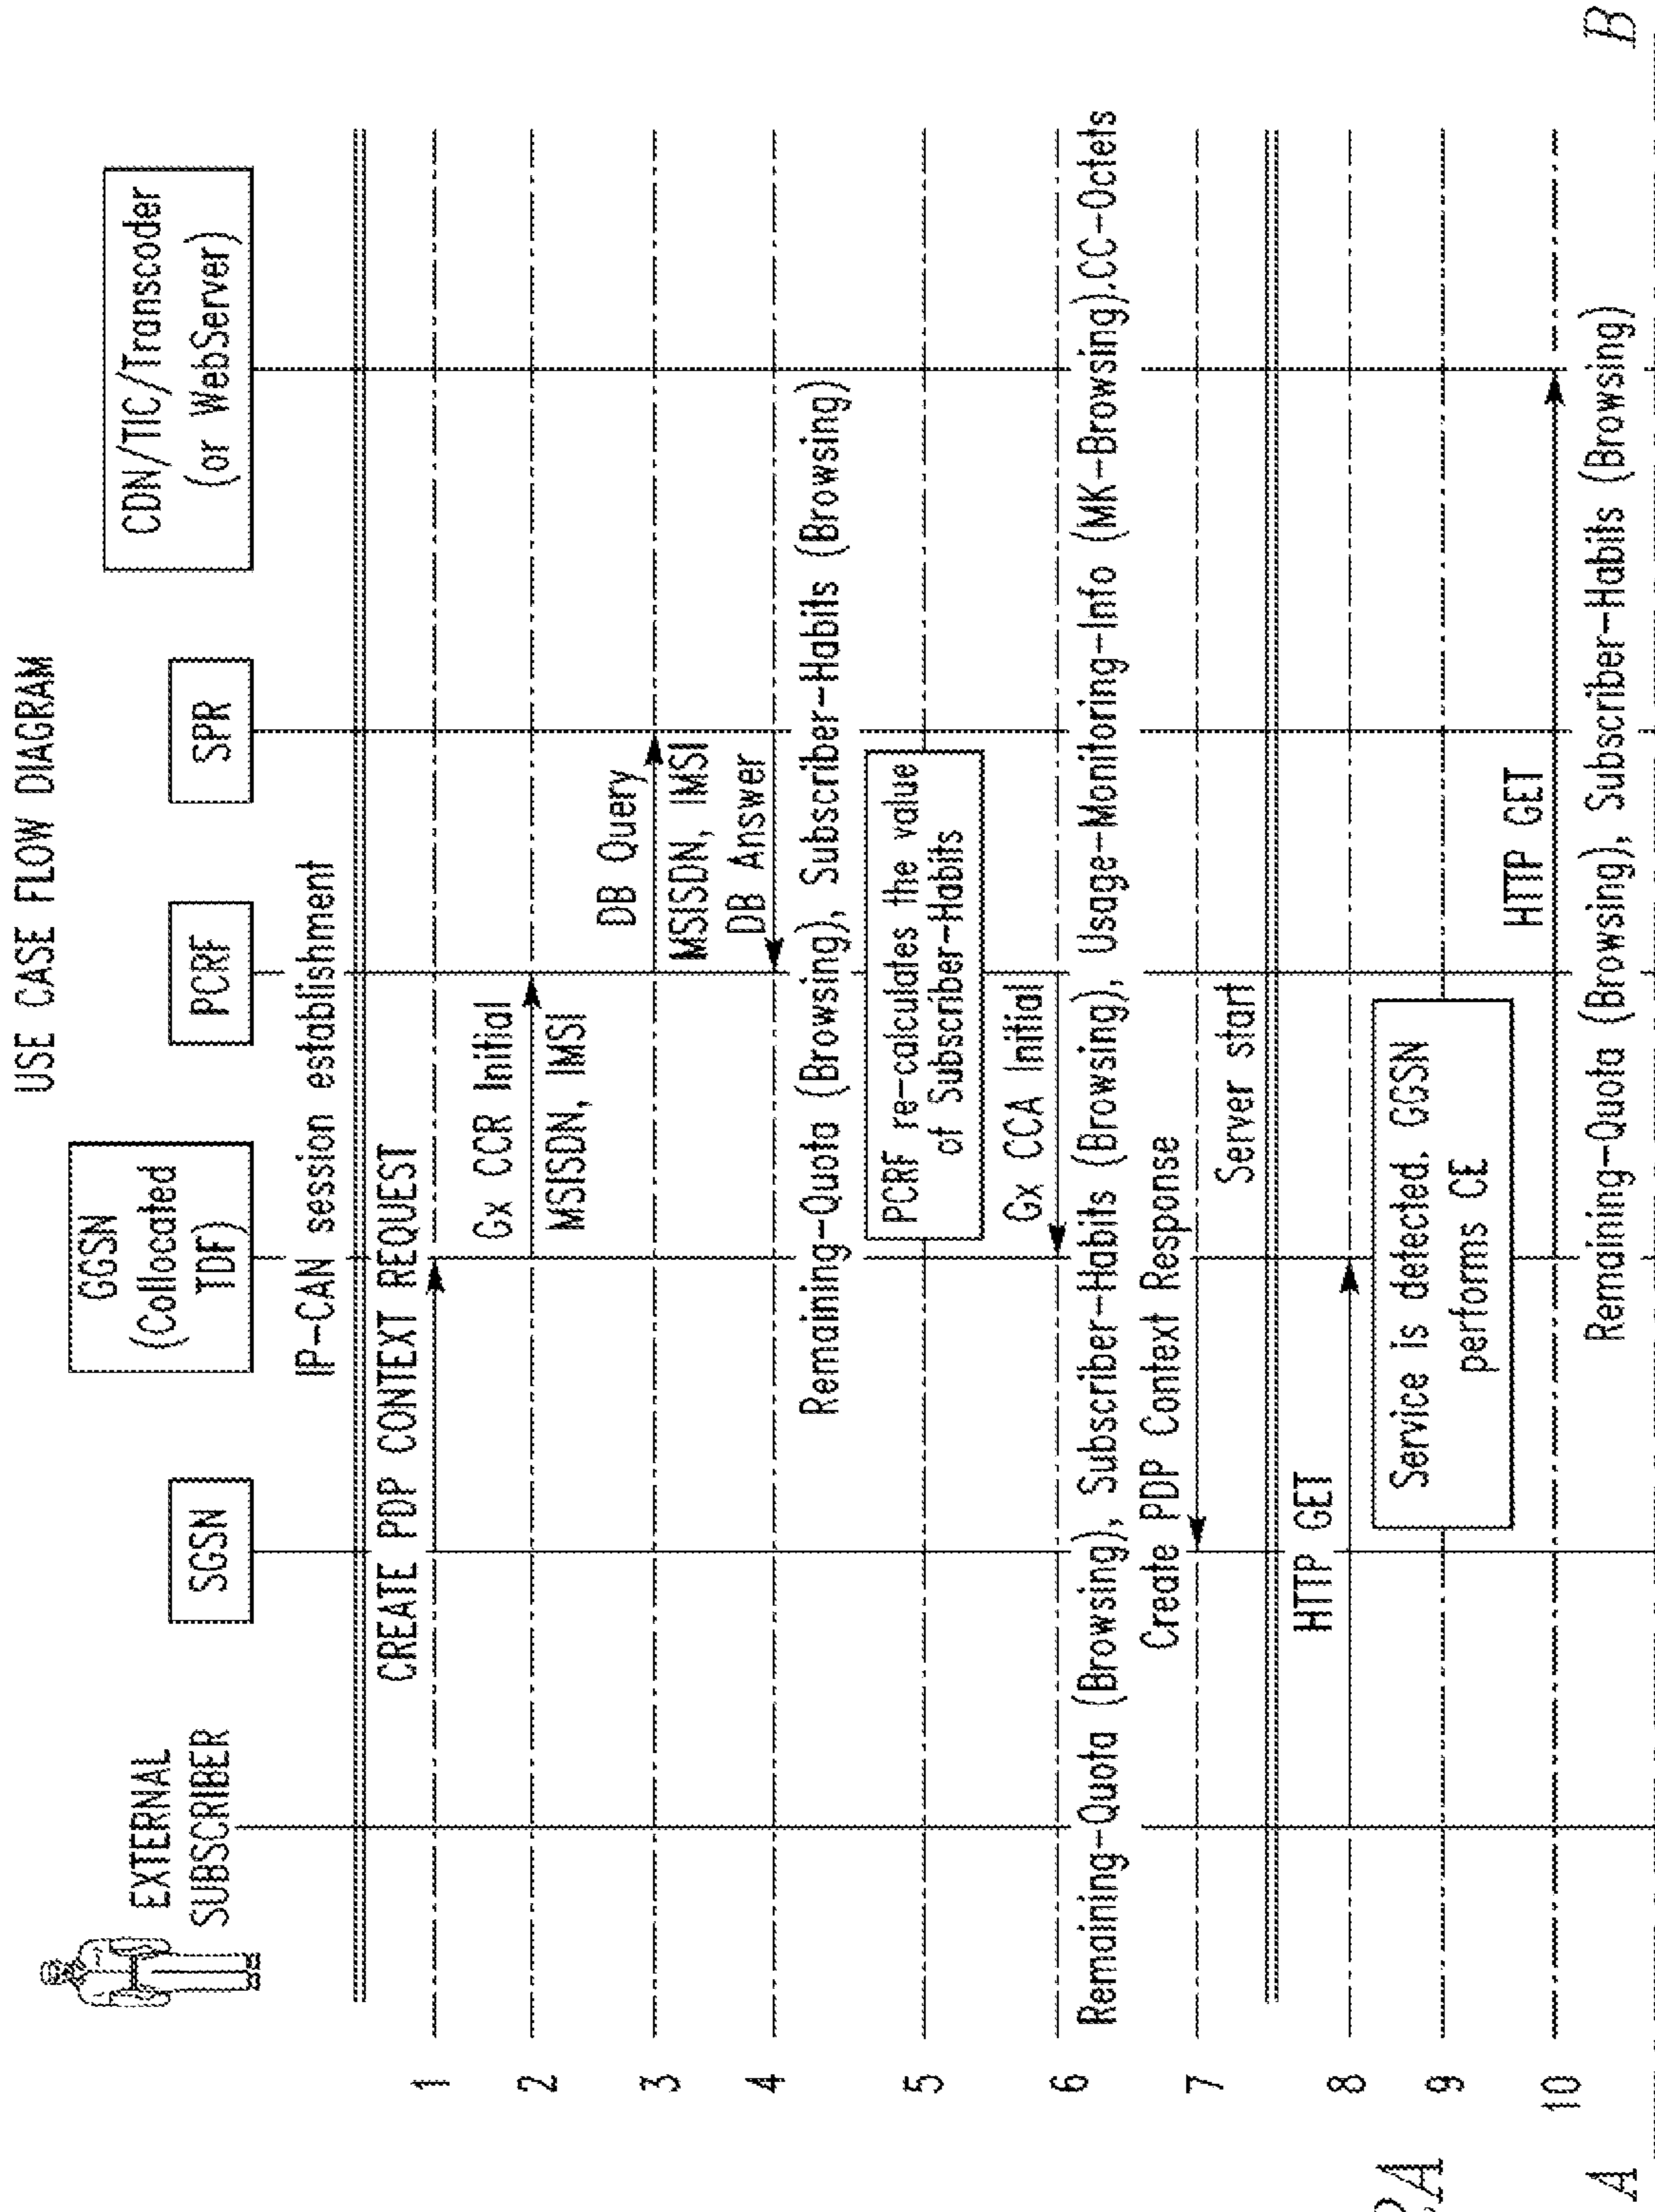 USE CASE FLOW DIAGRAM
EXTERNAL
SUBSCRIBER
SGSN
GGSN
(Collocated
TDF)
PCRF
SPR
CDN/TIC/Transcoder
(or WebServer)
IP-CAN session establishment
CREATE PDP CONTEXT REQUEST
1
Gx CCR Initial
2
MSISDN, IMSI
DB Query
3
MSISDN, IMSI
DB Answer
4
Remaining-Quota (Browsing), Subscriber-Habits (Browsing)
5
PCRF re-calculates the value
of Subscriber-Habits
Gx CCA Initial
6
Remaining-Quota (Browsing), Subscriber-Habits (Browsing), Usage-Monitoring-Info (MK-Browsing).CC-Octets
Create PDP Context Response
7
Server start
HTTP GET
8
9
Service is detected. GGSN
performs CE
HTTP GET
10
Remaining-Quota (Browsing), Subscriber-Habits (Browsing)
A
B